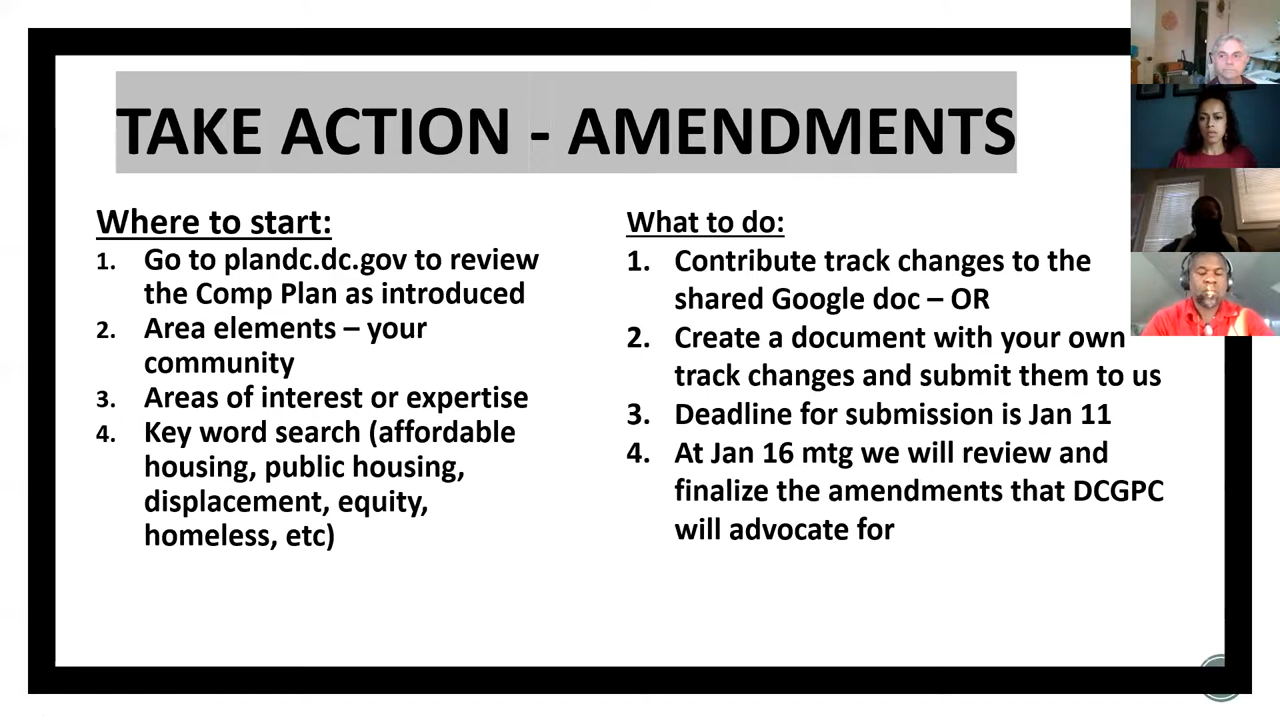 TAKE ACTION - AMENDMENTS
Where to start:
1. Go to plandc.dc.gov to review
the Comp Plan as introduced
2. Area elements – your
community
3. Areas of interest or expertise
4. Key word search (affordable
housing, public housing,
displacement, equity,
homeless, etc)
What to do:
1. Contribute track changes to the
shared Google doc – OR
2. Create a document with your own
track changes and submit them to us
3. Deadline for submission is Jan 11
4. At Jan 16 mtg we will review and
finalize the amendments that DCGPC
will advocate for